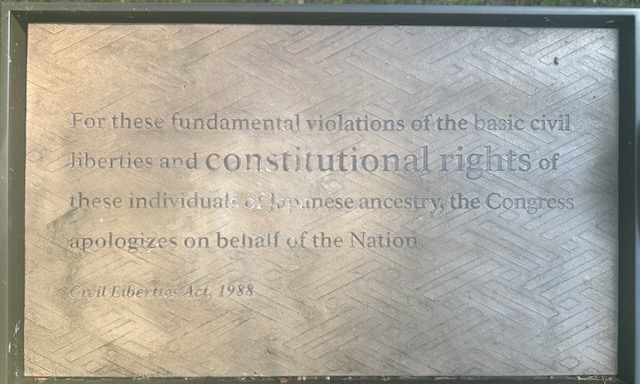 For these fundamental violations of the basic civil
liberties and constitutional rights of
these individuals of Japanese ancestry, the Congress
apologizes on behalf of the Nation.
Civil Liberties Act, 1988